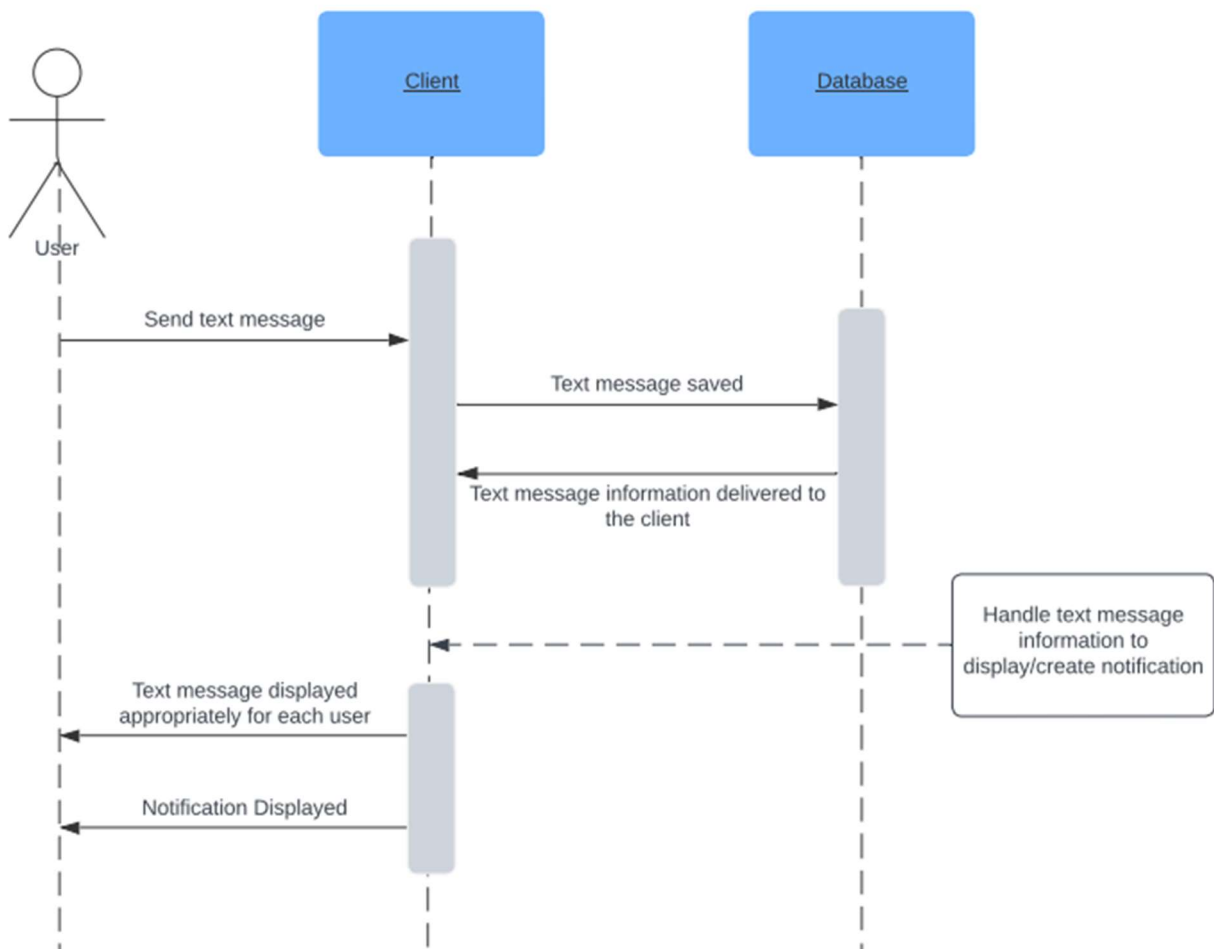 Client
Database
User
Send text message
Text message saved
Text message information delivered to
the client
Handle text message
information to
display/create notification
Text message displayed
appropriately for each user
Notification Displayed